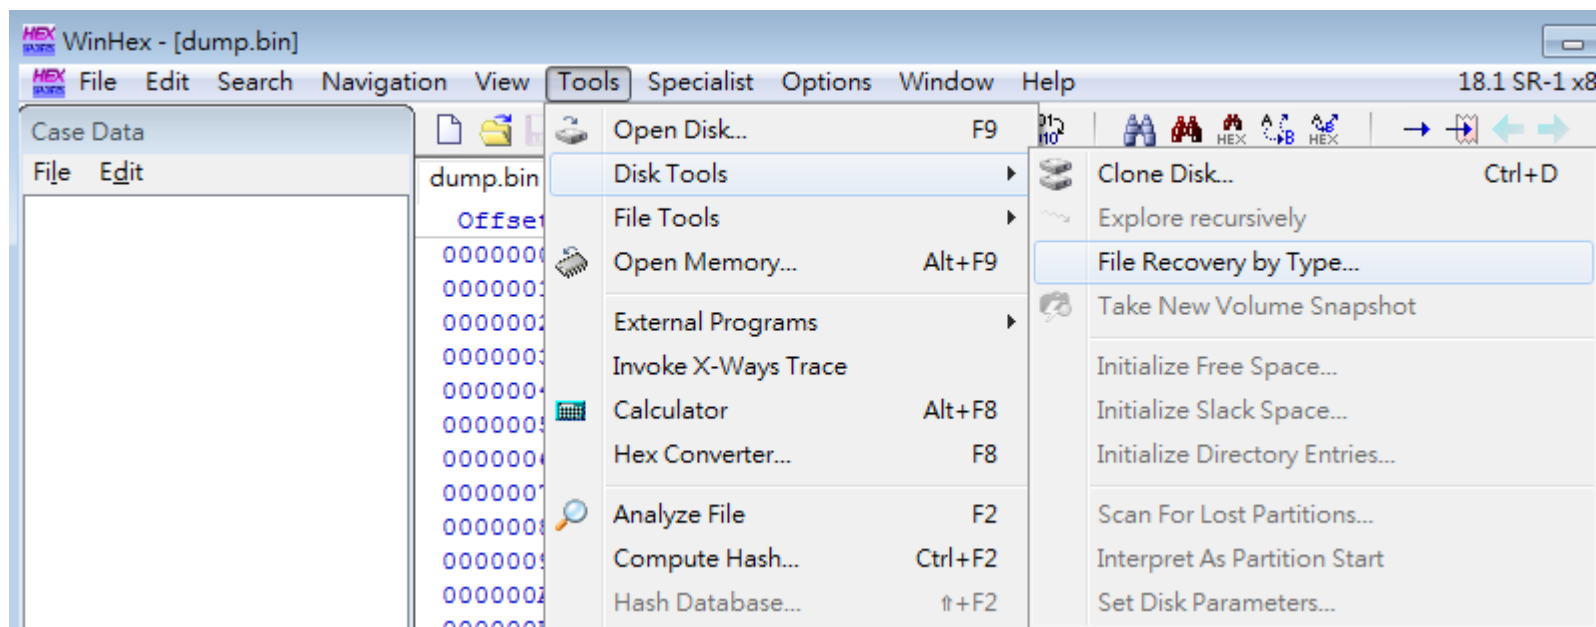 WinHex - [dump.bin]
File Edit Search Navigation View Tools Specialist Options Window Help 18.1 SR-1 x8
Case Data
File Edit
dump.bin
Offset
Open Disk... F9
Disk Tools
File Tools
Open Memory... Alt+F9
External Programs
Invoke X-Ways Trace
Calculator Alt+F8
Hex Converter... F8
Analyze File F2
Compute Hash... Ctrl+F2
Hash Database... ⇧+F2
Clone Disk... Ctrl+D
Explore recursively
File Recovery by Type...
Take New Volume Snapshot
Initialize Free Space...
Initialize Slack Space...
Initialize Directory Entries...
Scan For Lost Partitions...
Interpret As Partition Start
Set Disk Parameters...